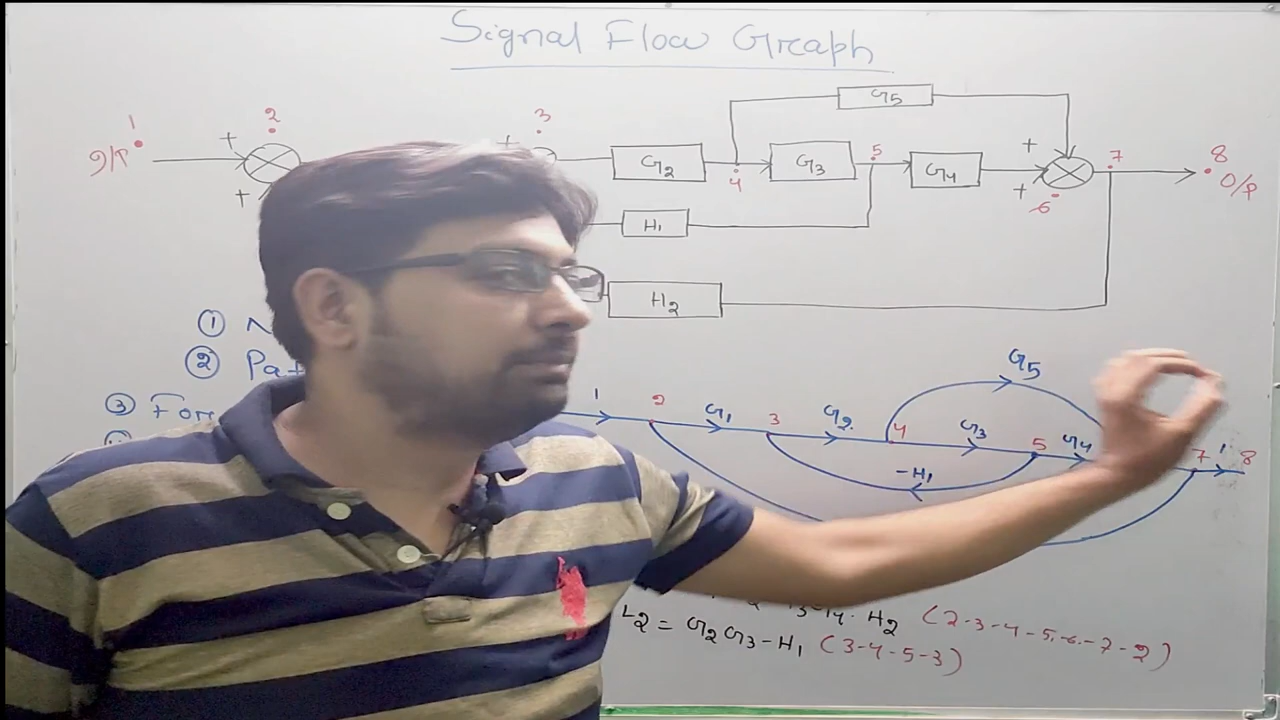 Signal Flow Graph
G5
1
I/P
+
2
+
+
3
G2
4
G3
5
G4
+
+
6
7
8
O/P
H1
H2
①
②
③
1
2
G1
3
G2
4
G3
5
G4
G5
7
1
8
-H1
H2 (2-3-4-5-6-7-2)
L2 = G2 G3 - H1 (3-4-5-3)